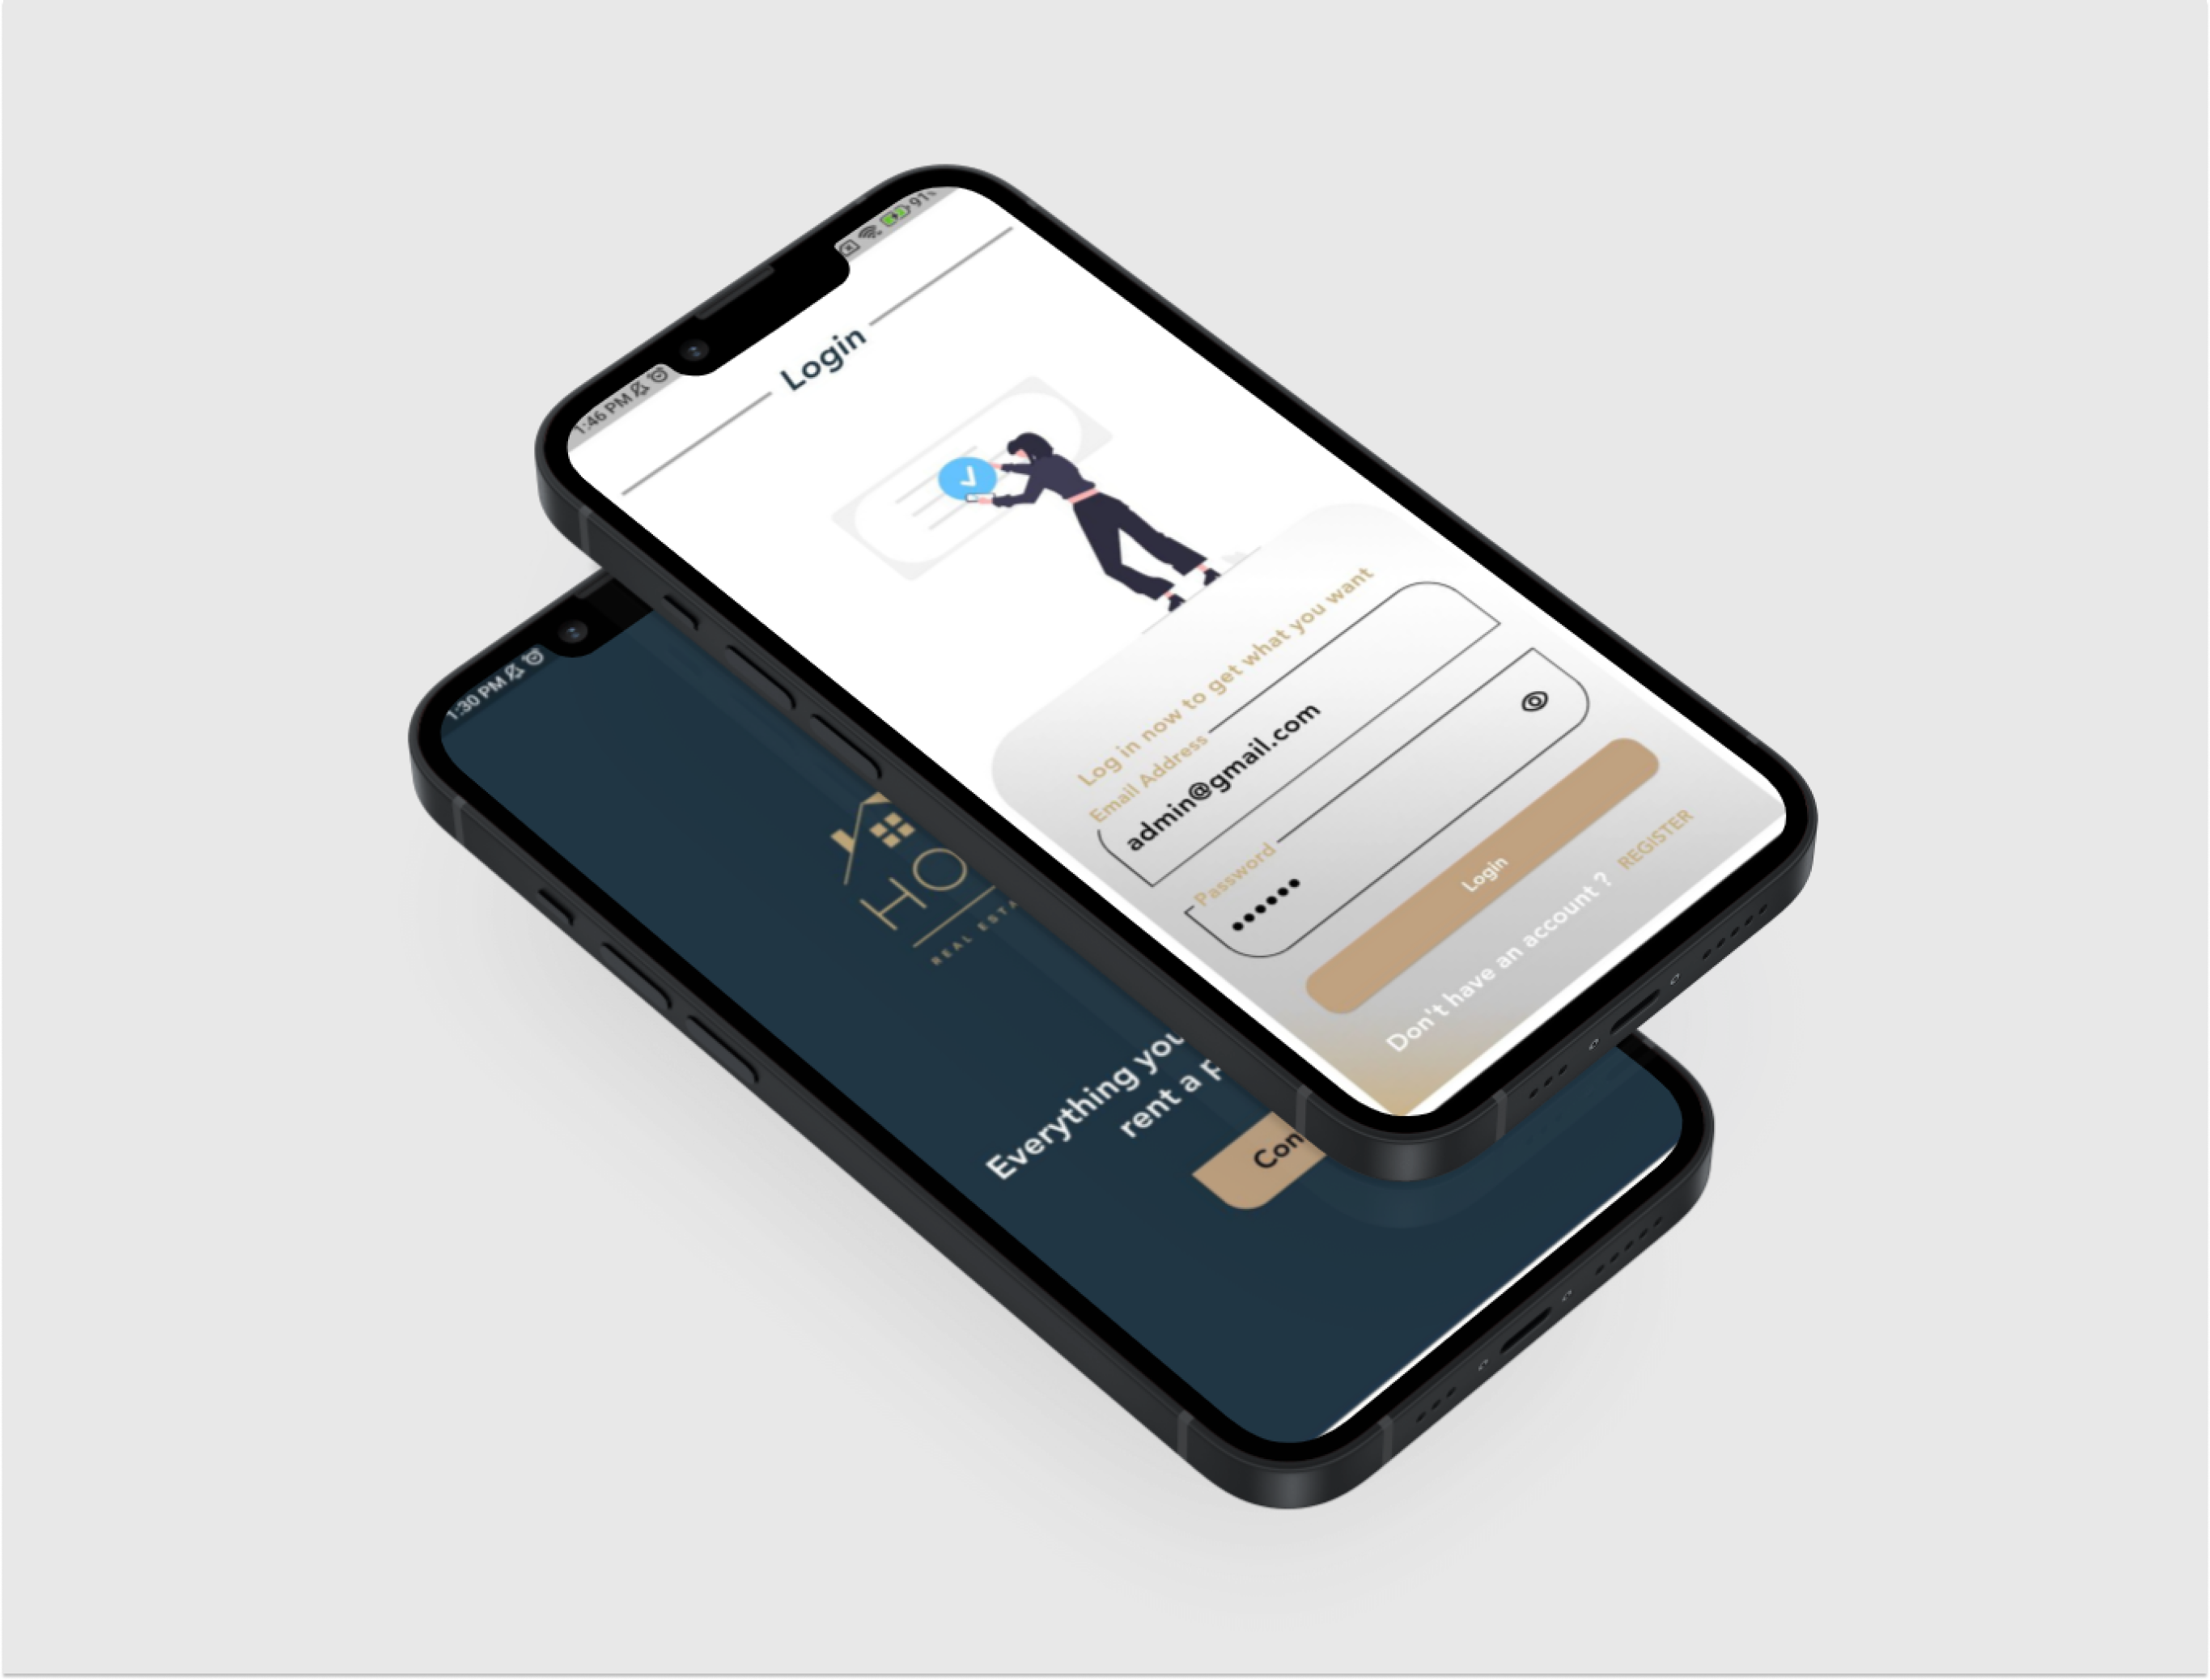 1:46 PM
91%
Login
Log in now to get what you want
Email Address
admin@gmail.com
Password
Login
Don't have an account ? REGISTER
1:30 PM
HO
REAL ESTA
Everything you
rent a p
Con